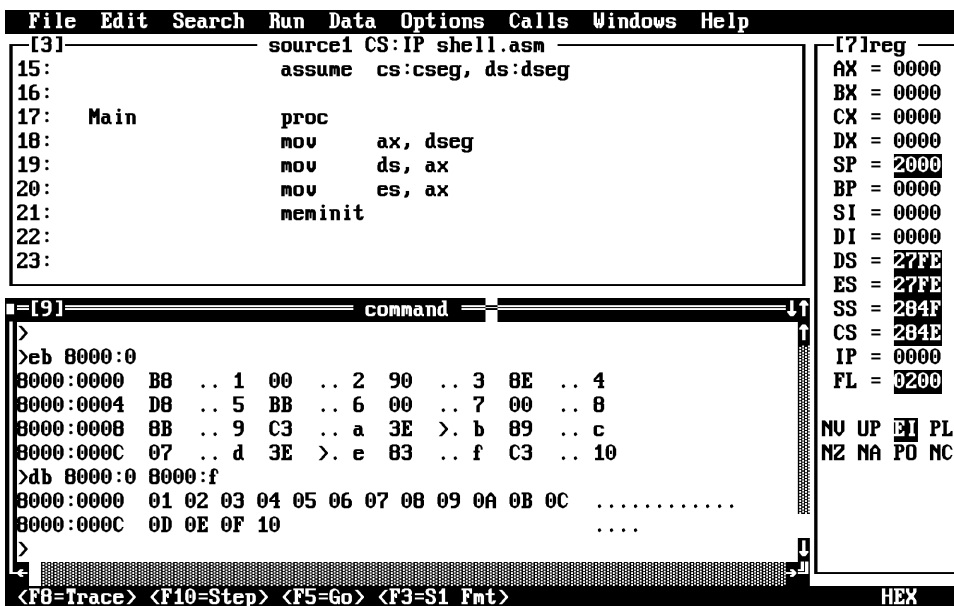 File Edit Search Run Data Options Calls Windows Help
[3] source1 CS:IP shell.asm
15: assume cs:cseg, ds:dseg
16:
17: Main proc
18: mov ax, dseg
19: mov ds, ax
20: mov es, ax
21: meminit
22:
23:
[9] command
>
>eb 8000:0
8000:0000 B8 .. 1 00 .. 2 90 .. 3 8E .. 4
8000:0004 D8 .. 5 BB .. 6 00 .. 7 00 .. 8
8000:0008 8B .. 9 C3 .. a 3E >. b 89 .. c
8000:000C 07 .. d 3E >. e 83 .. f C3 .. 10
>db 8000:0 8000:f
8000:0000 01 02 03 04 05 06 07 08 09 0A 0B 0C ............
8000:000C 0D 0E 0F 10 ....
>
[7]reg
AX = 0000
BX = 0000
CX = 0000
DX = 0000
SP = 2000
BP = 0000
SI = 0000
DI = 0000
DS = 27FE
ES = 27FE
SS = 284F
CS = 284E
IP = 0000
FL = 0200
NV UP EI PL
NZ NA PO NC
<F8=Trace> <F10=Step> <F5=Go> <F3=S1 Fmt> HEX